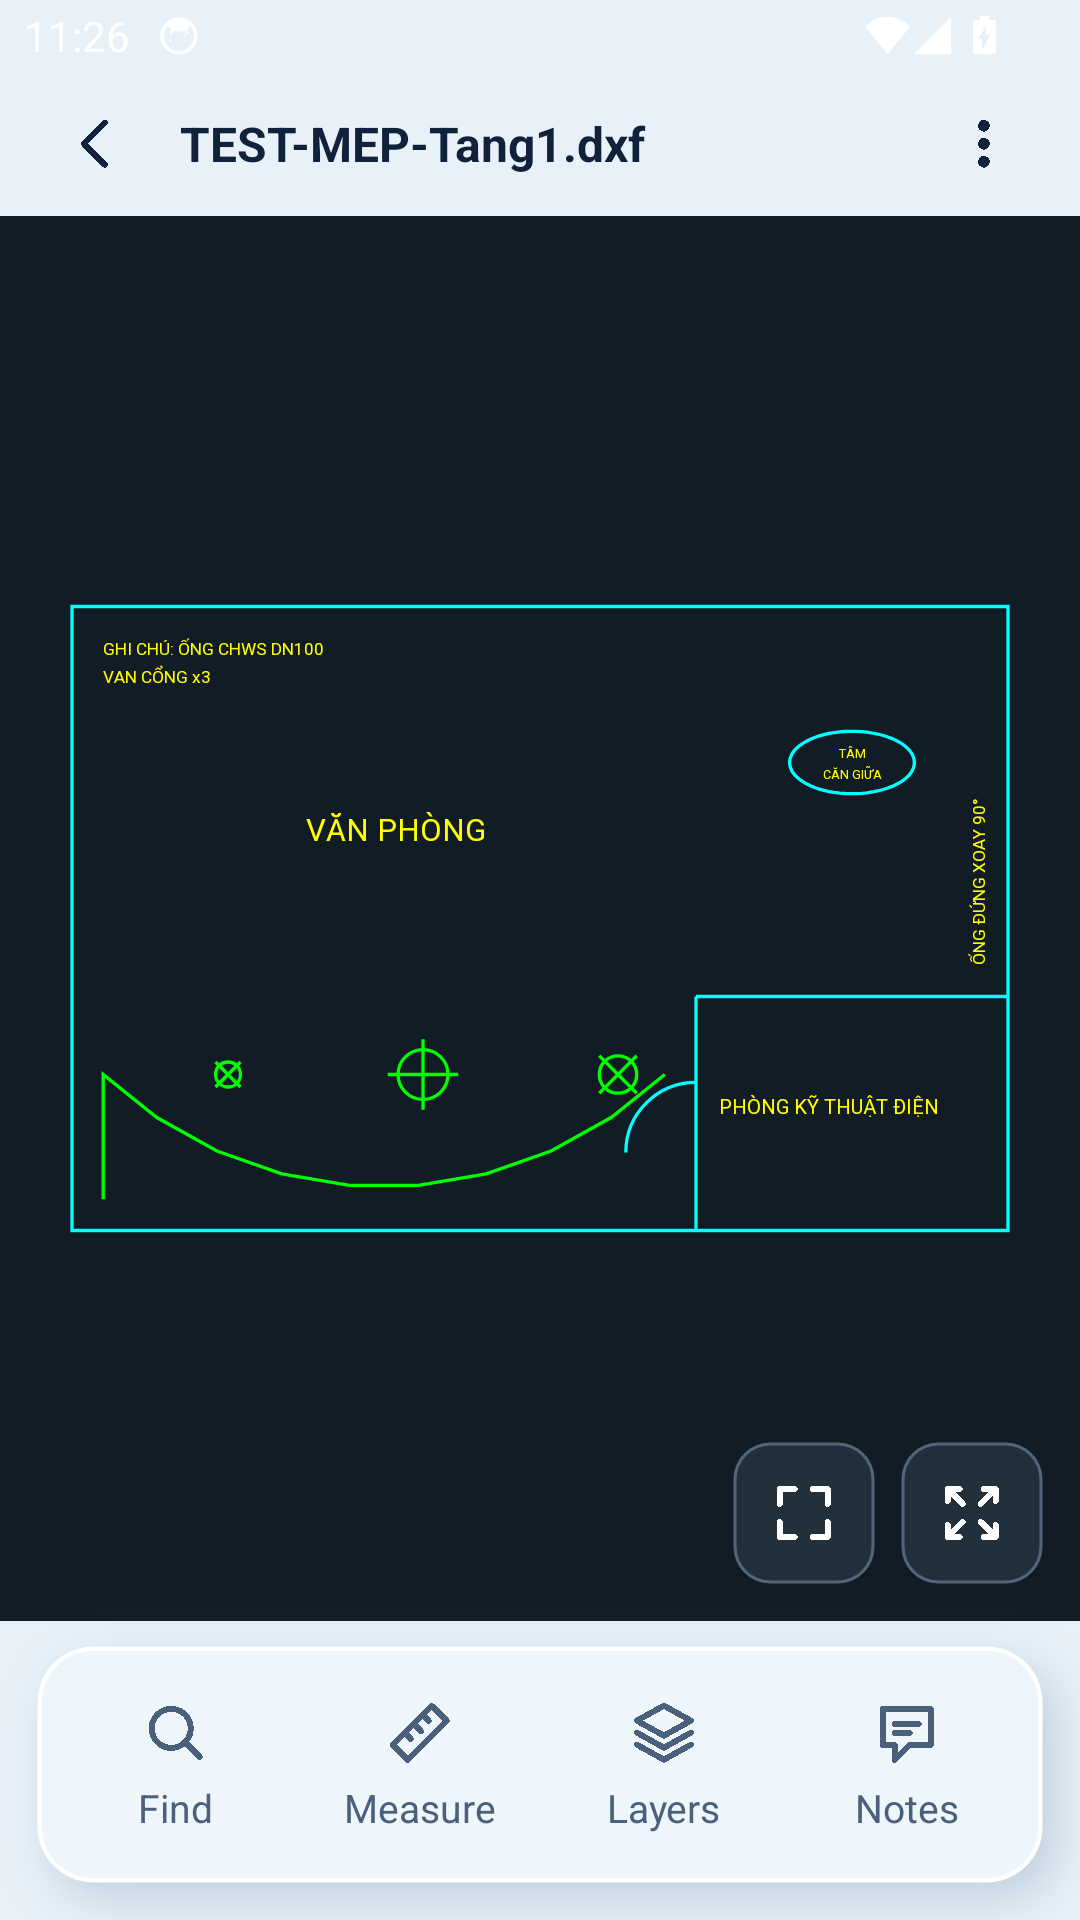 11:26
TEST-MEP-Tang1.dxf
GHI CHÚ: ỐNG CHWS DN100
VAN CỔNG x3
TÂM
CĂN GIỮA
VĂN PHÒNG
ỐNG ĐỨNG XOAY 90°
PHÒNG KỸ THUẬT ĐIỆN
Find
Measure
Layers
Notes